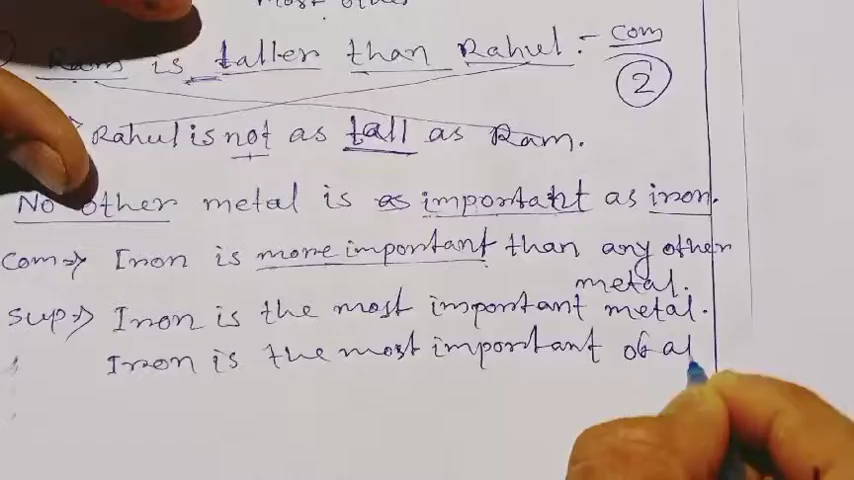 most other
Ram is taller than Rahul :- com
2
Rahul is not as tall as Ram.
No other metal is as important as iron.
com => Iron is more important than any other
metal.
sup => Iron is the most important metal.
Iron is the most important of al